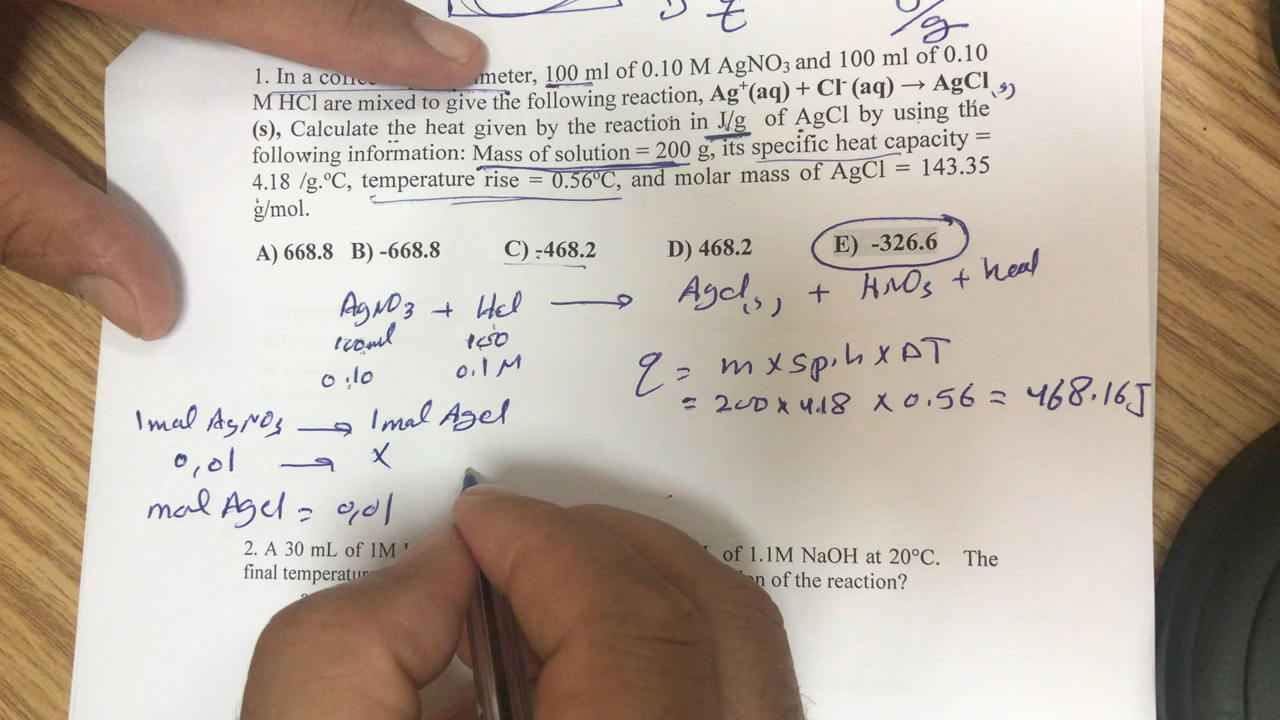 1. In a meter, 100 ml of 0.10 M AgNO3 and 100 ml of 0.10
M HCl are mixed to give the following reaction, Ag+(aq) + Cl- (aq) → AgCl (s)
(s), Calculate the heat given by the reaction in J/g of AgCl by using the
following information: Mass of solution = 200 g, its specific heat capacity =
4.18 /g.ºC, temperature rise = 0.56ºC, and molar mass of AgCl = 143.35
g/mol.
A) 668.8 B) -668.8 C) -468.2 D) 468.2 E) -326.6
AgNO3 + Hcl → Agcl(s) + HNO3 + heat
100ml
0.10 0.1 M
q = m x sp.h x ΔT
= 200 x 4.18 x 0.56 = 468.16 J
1mol AgNO3 → 1mol Agcl
0,01 → x
mol Agcl = 0,01
2. A 30 mL of 1M of 1.1M NaOH at 20°C. The
final of the reaction?